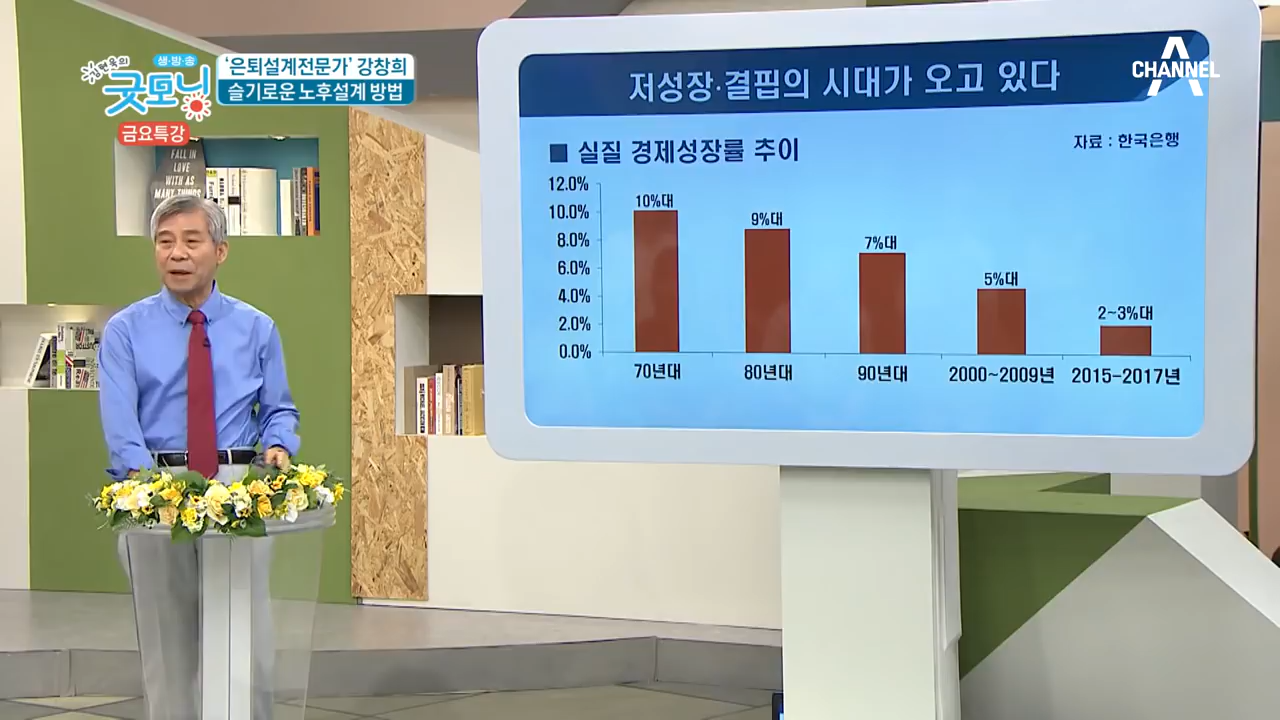 생·방·송
굿모닝
금요특강
'은퇴설계전문가' 강창희
슬기로운 노후설계 방법
CHANNEL A
저성장·결핍의 시대가 오고 있다
■ 실질 경제성장률 추이
자료 : 한국은행
12.0%
10.0%
8.0%
6.0%
4.0%
2.0%
0.0%
10%대
9%대
7%대
5%대
2~3%대
70년대
80년대
90년대
2000~2009년
2015-2017년
FALL IN
LOVE
WITH AS
MANY THINGS